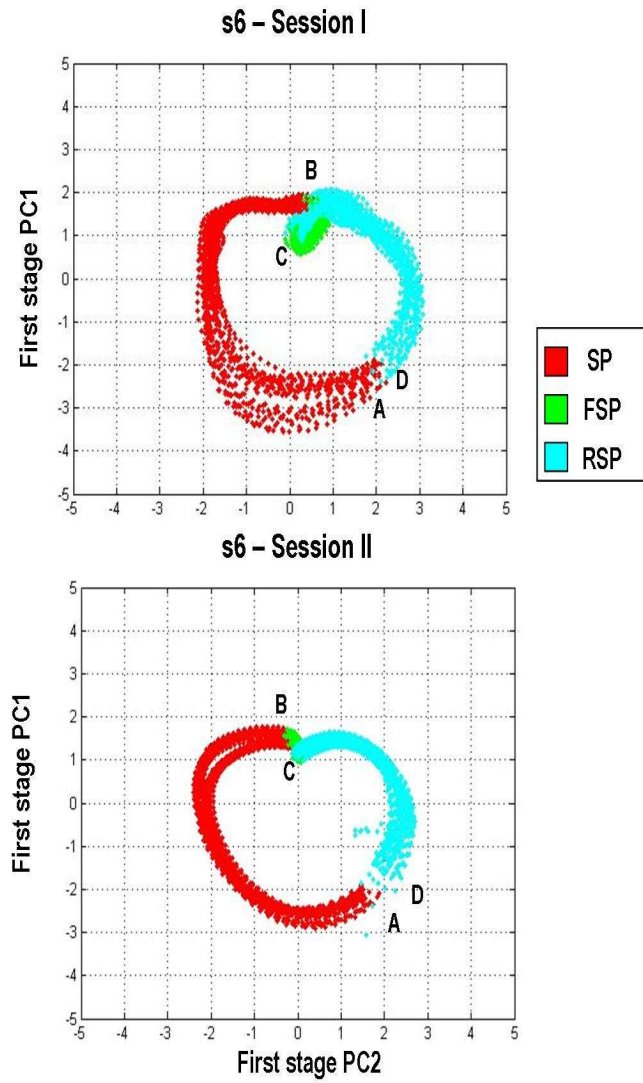 s6 – Session I
5
4
3
2
1
0
-1
-2
-3
-4
-5
First stage PC1
B
C
D
A
-5 -4 -3 -2 -1 0 1 2 3 4 5
SP
FSP
RSP
s6 – Session II
5
4
3
2
1
0
-1
-2
-3
-4
-5
First stage PC1
B
C
D
A
-5 -4 -3 -2 -1 0 1 2 3 4 5
First stage PC2